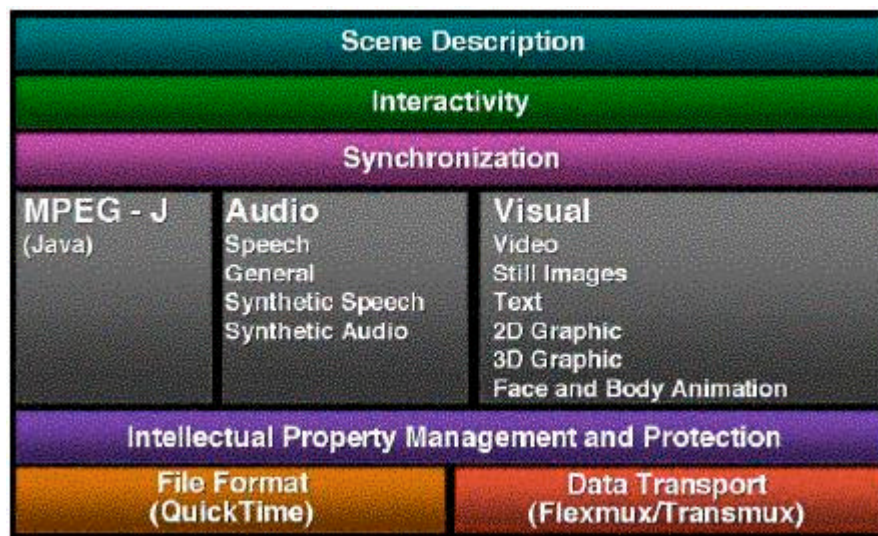 Scene Description
Interactivity
Synchronization
MPEG - J
(Java)
Audio
Speech
General
Synthetic Speech
Synthetic Audio
Visual
Video
Still Images
Text
2D Graphic
3D Graphic
Face and Body Animation
Intellectual Property Management and Protection
File Format
(QuickTime)
Data Transport
(Flexmux/Transmux)